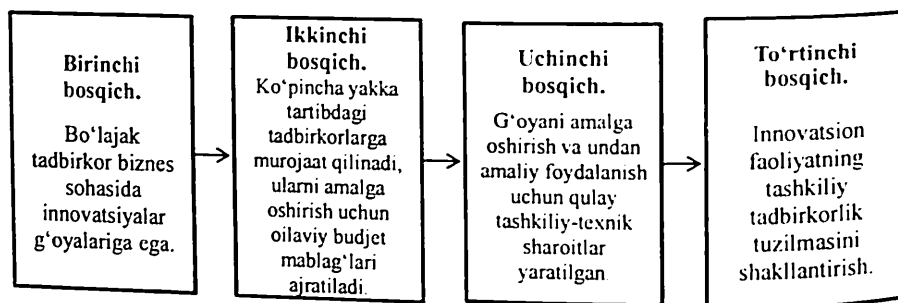 Birinchi
bosqich.
Bo‘lajak
tadbirkor biznes
sohasida
innovatsiyalar
g‘oyalariga ega.
Ikkinchi
bosqich.
Ko‘pincha yakka
tartibdagi
tadbirkorlarga
murojaat qilinadi,
ularni amalga
oshirish uchun
oilaviy budjet
mablag‘lari
ajratiladi.
Uchinchi
bosqich.
G‘oyani amalga
oshirish va undan
amaliy foydalanish
uchun qulay
tashkiliy-texnik
sharoitlar
yaratilgan.
To‘rtinchi
bosqich.
Innovatsion
faoliyatning
tashkiliy
tadbirkorlik
tuzilmasini
shakllantirish.